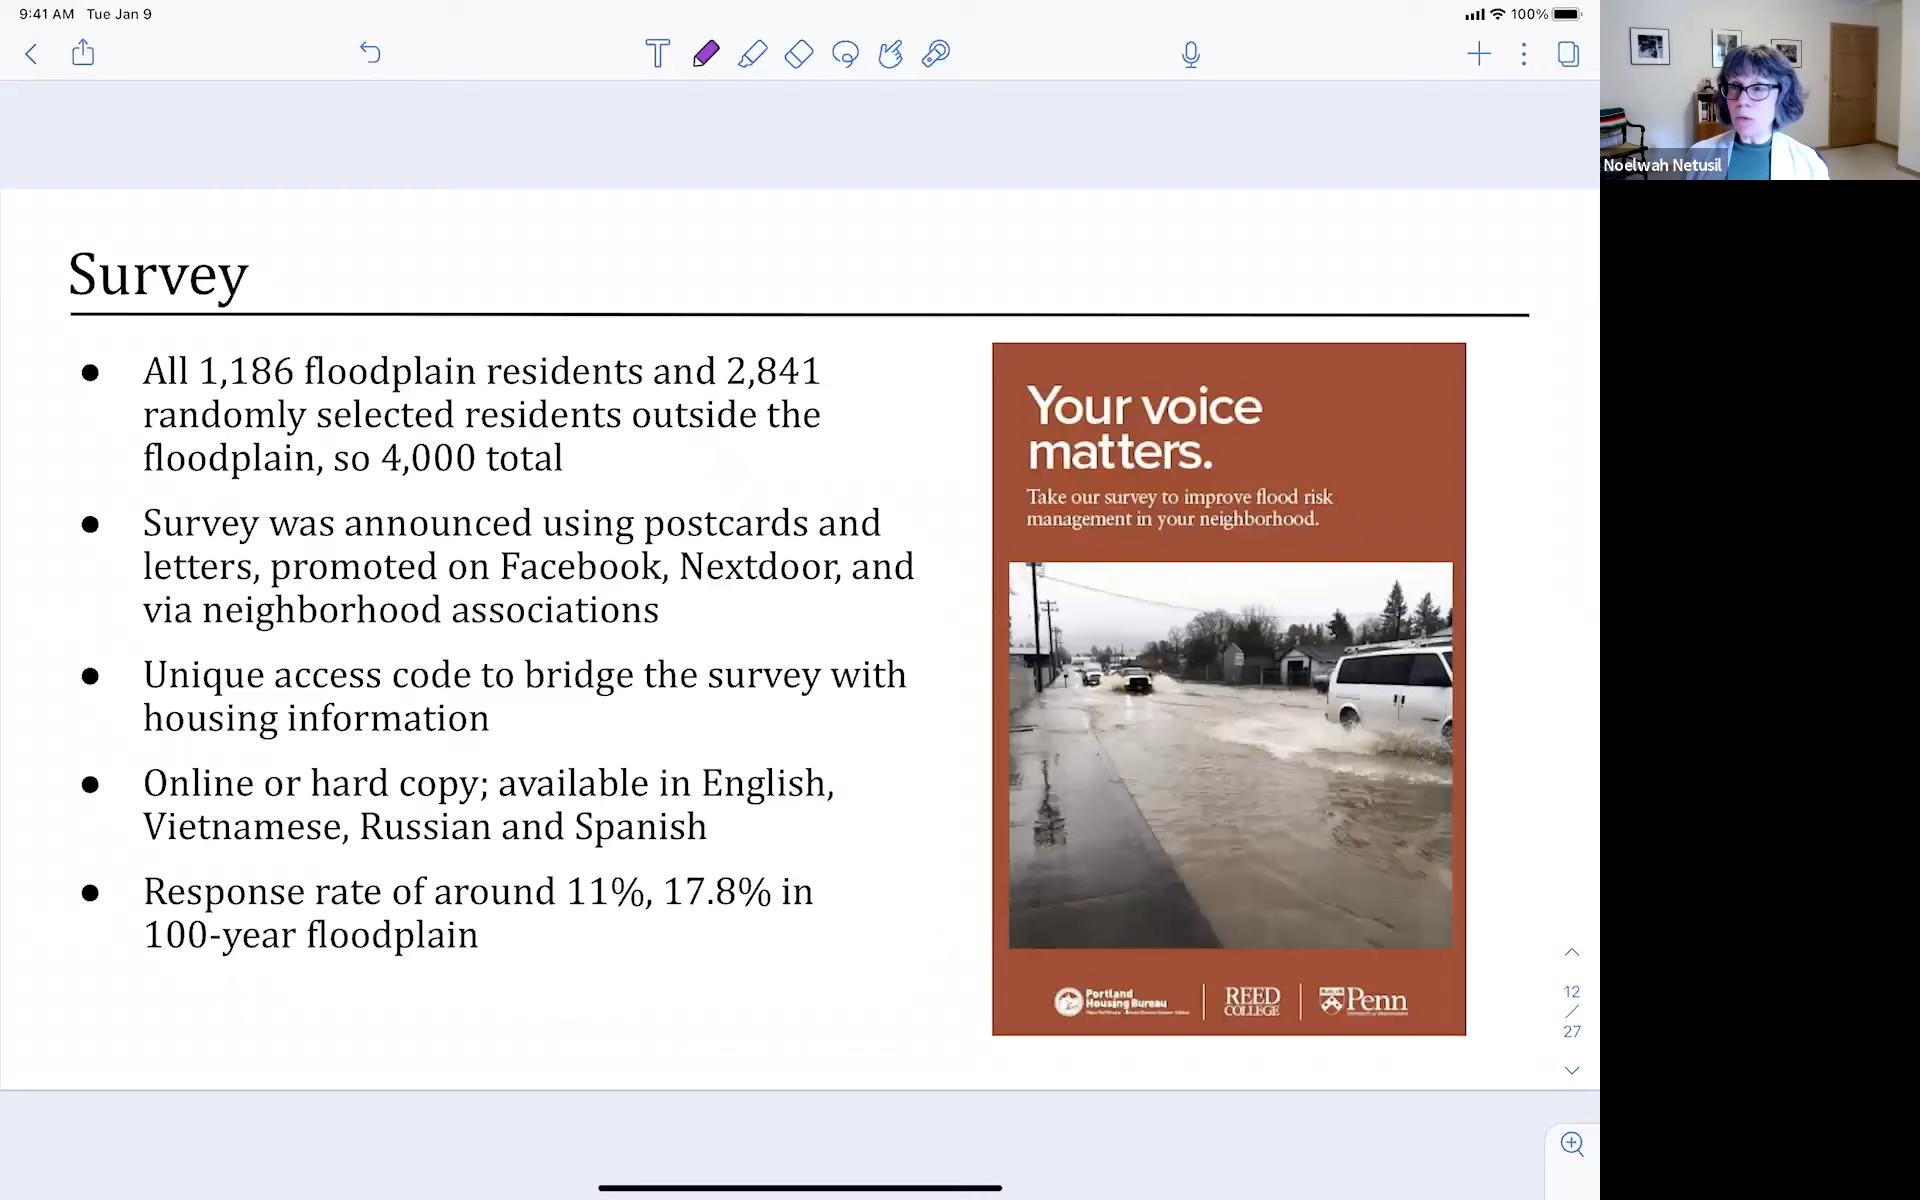 9:41 AM Tue Jan 9
100%
Noelwah Netusil
Survey
● All 1,186 floodplain residents and 2,841
randomly selected residents outside the
floodplain, so 4,000 total
● Survey was announced using postcards and
letters, promoted on Facebook, Nextdoor, and
via neighborhood associations
● Unique access code to bridge the survey with
housing information
● Online or hard copy; available in English,
Vietnamese, Russian and Spanish
● Response rate of around 11%, 17.8% in
100-year floodplain
Your voice
matters.
Take our survey to improve flood risk
management in your neighborhood.
Portland
Housing Bureau
REED
COLLEGE
Penn
12
/
27